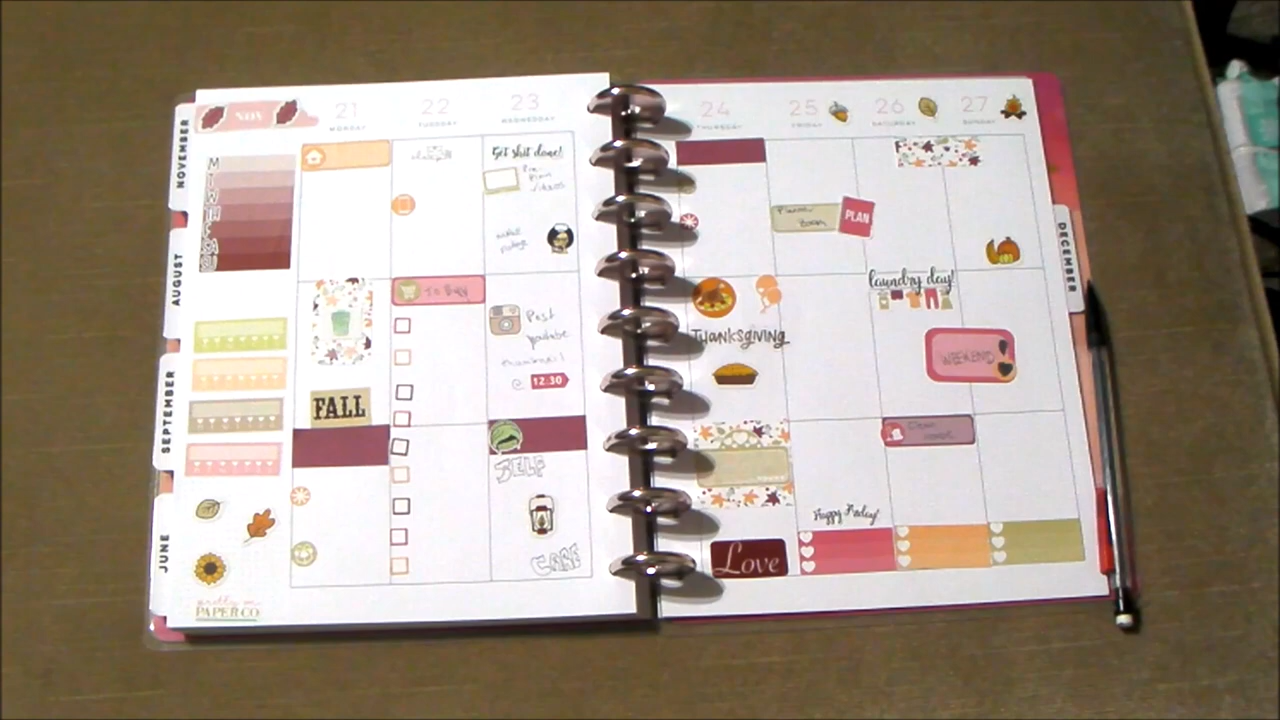 NOVEMBER
AUGUST
SEPTEMBER
JUNE
NOV
21
MONDAY
22
TUESDAY
23
WEDNESDAY
24
THURSDAY
25
FRIDAY
26
SATURDAY
27
SUNDAY
DECEMBER
Get shit done!
videos
To Buy
Post
youtube
@ 12:30
FALL
SELF
CARE
PLAN
THANKSGIVING
laundry day!
WEEKEND
Happy Friday!
Love
PAPER CO